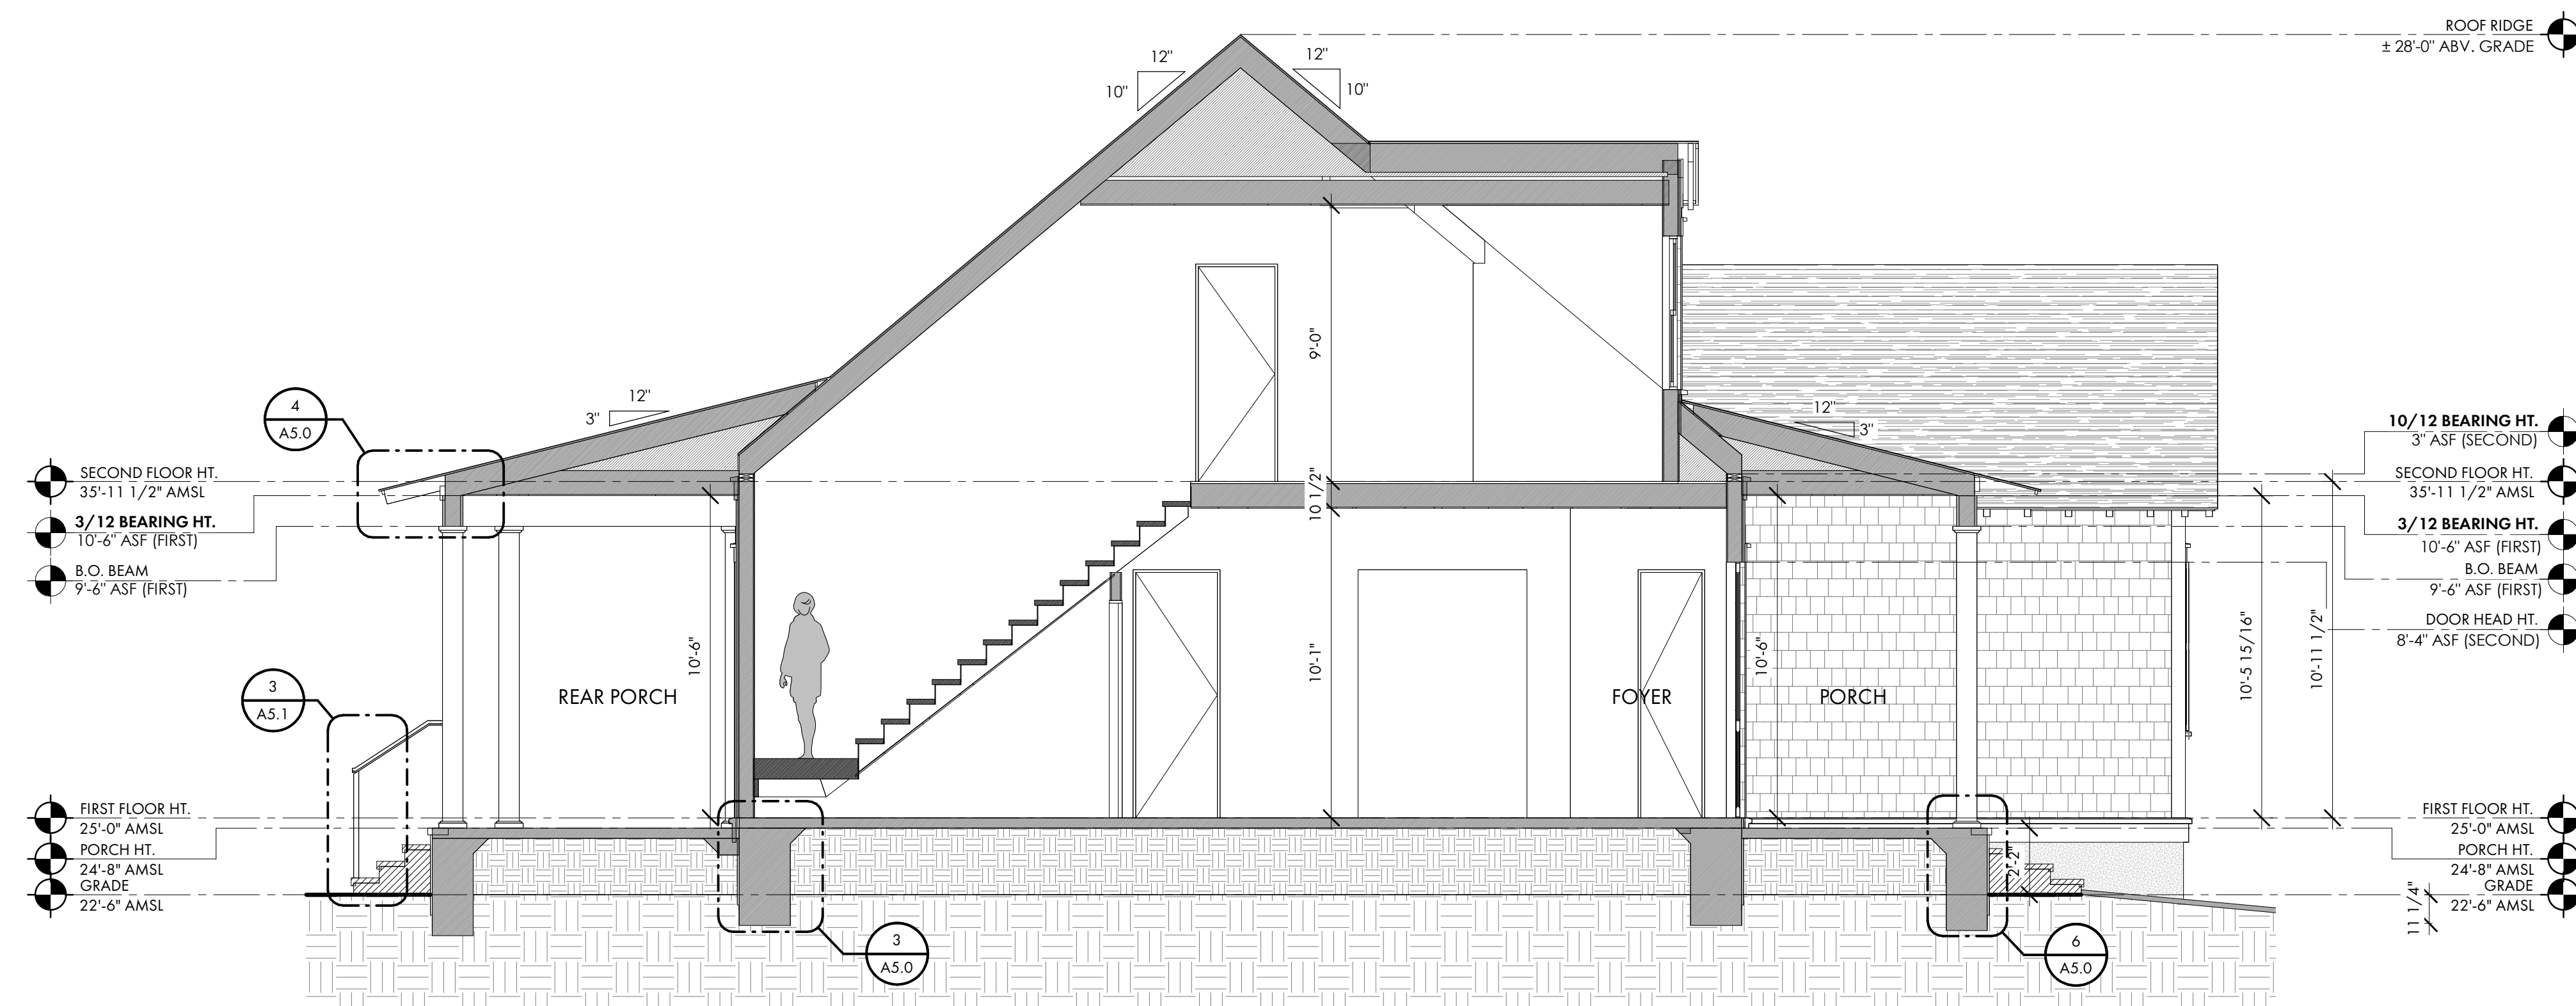 ROOF RIDGE
± 28'-0" ABV. GRADE
12"
10"
12"
10"
12"
3"
12"
3"
4
A5.0
3
A5.1
SECOND FLOOR HT.
35'-11 1/2" AMSL
3/12 BEARING HT.
10'-6" ASF (FIRST)
B.O. BEAM
9'-6" ASF (FIRST)
FIRST FLOOR HT.
25'-0" AMSL
PORCH HT.
24'-8" AMSL
GRADE
22'-6" AMSL
REAR PORCH
10'-6"
9'-0"
10 1/2"
10'-1"
FOYER
10'-6"
PORCH
10'-5 15/16"
10'-11 1/2"
2'-2"
11 1/4"
10/12 BEARING HT.
3" ASF (SECOND)
SECOND FLOOR HT.
35'-11 1/2" AMSL
3/12 BEARING HT.
10'-6" ASF (FIRST)
B.O. BEAM
9'-6" ASF (FIRST)
DOOR HEAD HT.
8'-4" ASF (SECOND)
FIRST FLOOR HT.
25'-0" AMSL
PORCH HT.
24'-8" AMSL
GRADE
22'-6" AMSL
3
A5.0
6
A5.0